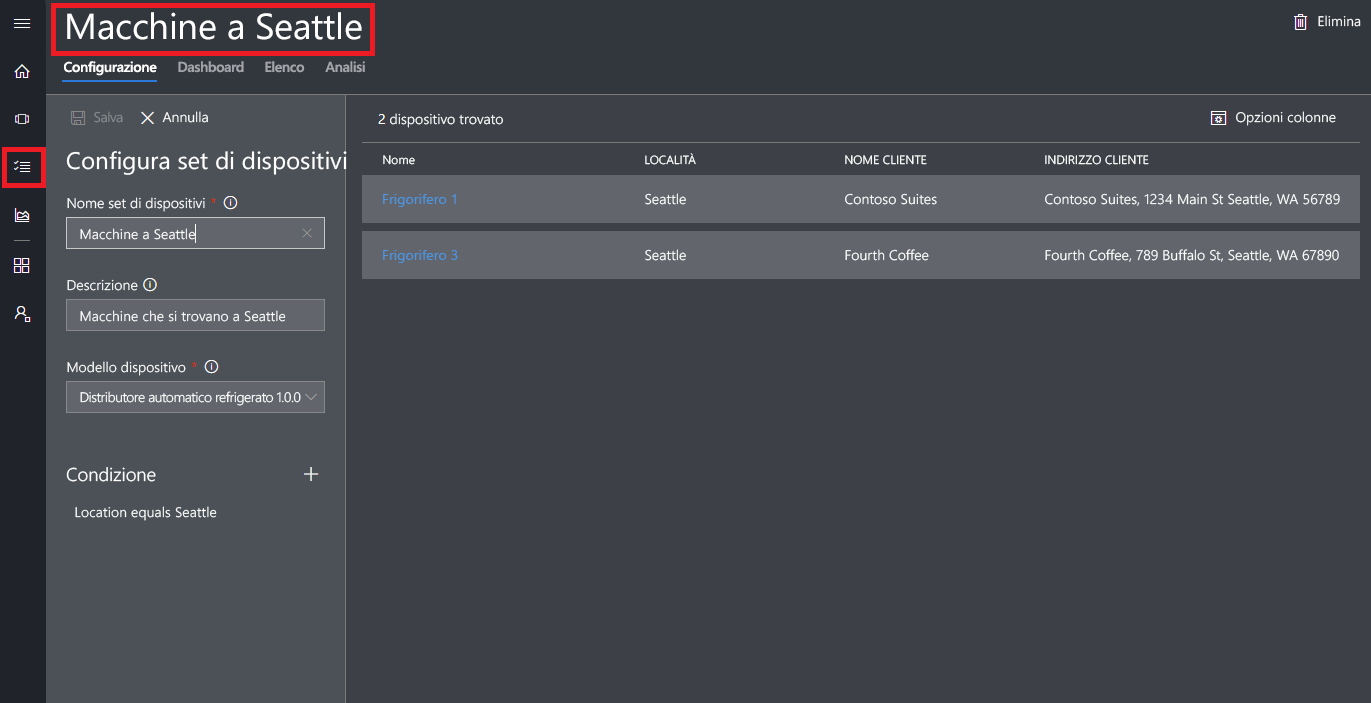 Macchine a Seattle
Elimina
Configurazione Dashboard Elenco Analisi
Salva Annulla
Configura set di dispositivi
Nome set di dispositivi *
Macchine a Seattle
Descrizione
Macchine che si trovano a Seattle
Modello dispositivo *
Distributore automatico refrigerato 1.0.0
Condizione
Location equals Seattle
2 dispositivo trovato
Opzioni colonne
Nome LOCALITÀ NOME CLIENTE INDIRIZZO CLIENTE
Frigorifero 1 Seattle Contoso Suites Contoso Suites, 1234 Main St Seattle, WA 56789
Frigorifero 3 Seattle Fourth Coffee Fourth Coffee, 789 Buffalo St, Seattle, WA 67890